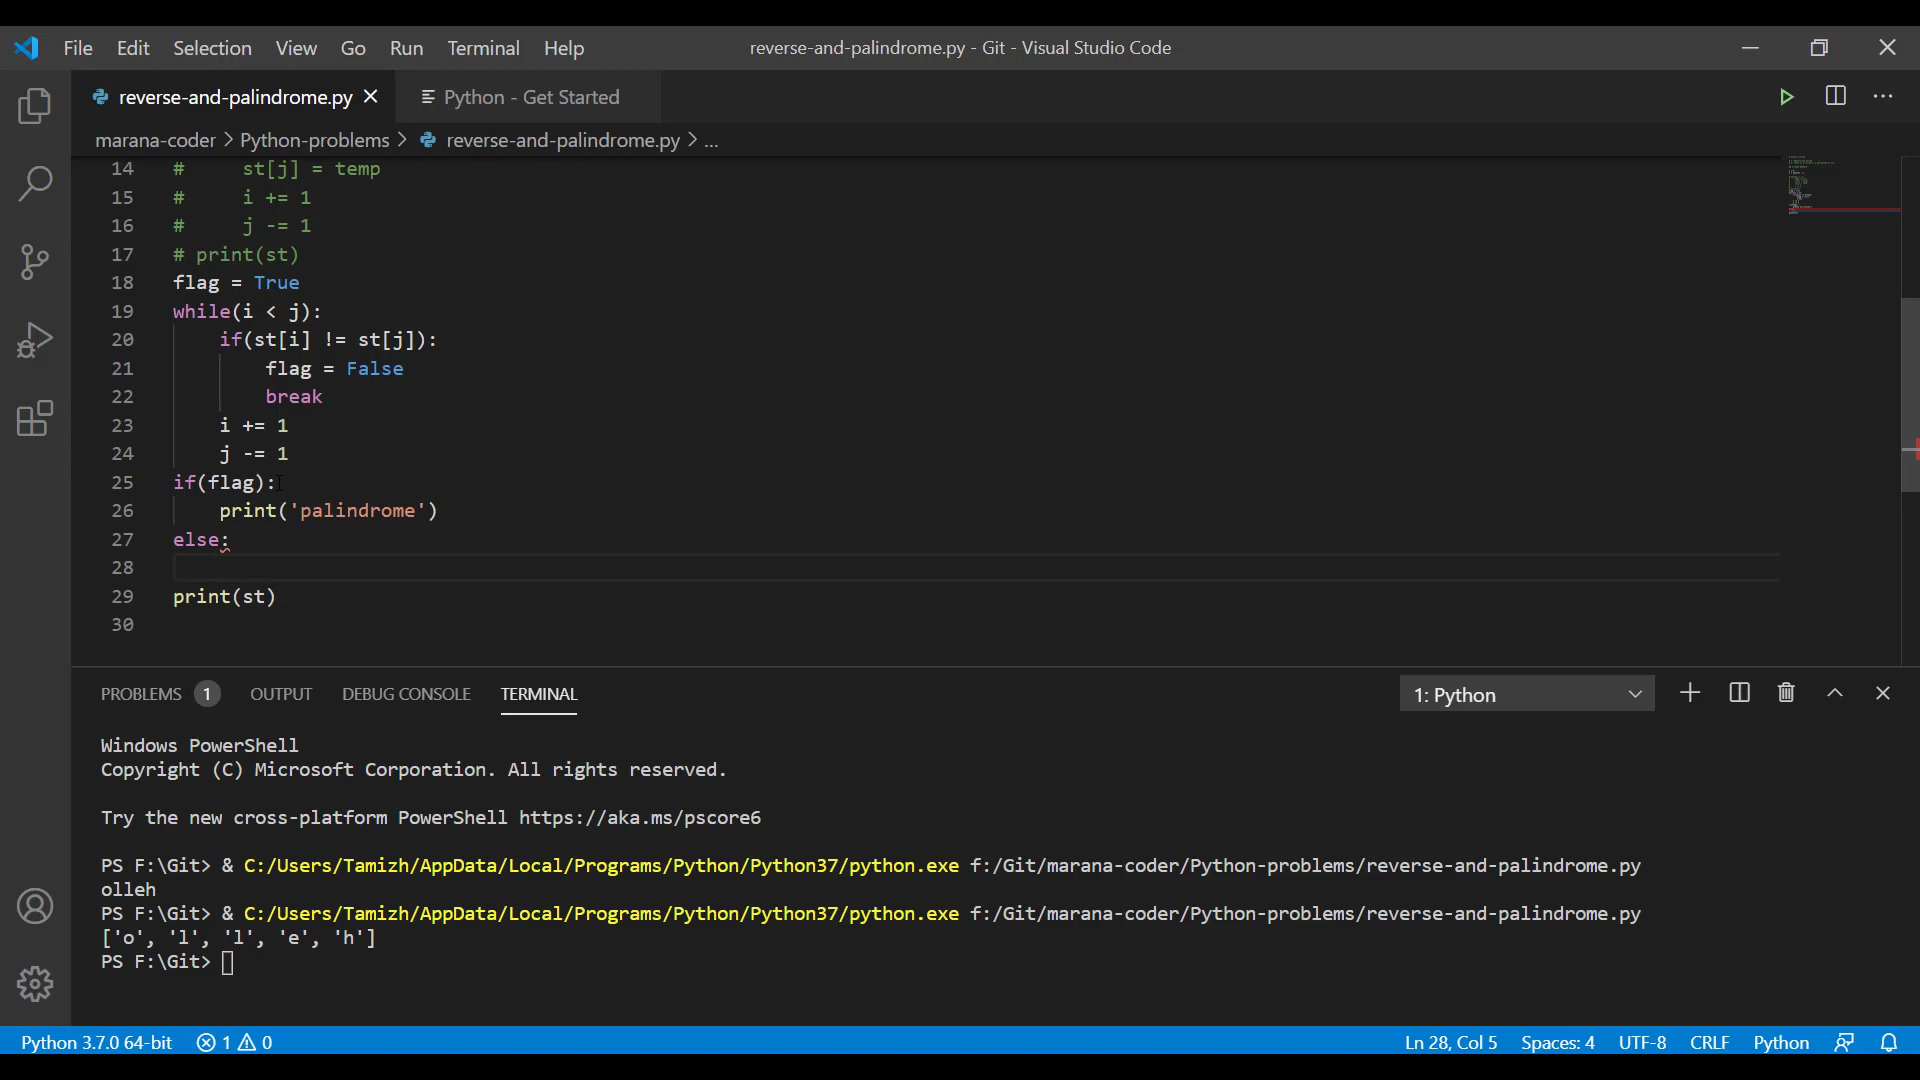 File Edit Selection View Go Run Terminal Help reverse-and-palindrome.py - Git - Visual Studio Code
reverse-and-palindrome.py Python - Get Started
marana-coder > Python-problems > reverse-and-palindrome.py > ...
14 # st[j] = temp
15 # i += 1
16 # j -= 1
17 # print(st)
18 flag = True
19 while(i < j):
20 if(st[i] != st[j]):
21 flag = False
22 break
23 i += 1
24 j -= 1
25 if(flag):
26 print('palindrome')
27 else:
28
29 print(st)
30
PROBLEMS 1 OUTPUT DEBUG CONSOLE TERMINAL 1: Python
Windows PowerShell
Copyright (C) Microsoft Corporation. All rights reserved.
Try the new cross-platform PowerShell https://aka.ms/pscore6
PS F:\Git> & C:/Users/Tamizh/AppData/Local/Programs/Python/Python37/python.exe f:/Git/marana-coder/Python-problems/reverse-and-palindrome.py
olleh
PS F:\Git> & C:/Users/Tamizh/AppData/Local/Programs/Python/Python37/python.exe f:/Git/marana-coder/Python-problems/reverse-and-palindrome.py
['o', 'l', 'l', 'e', 'h']
PS F:\Git>
Python 3.7.0 64-bit 1 0 Ln 28, Col 5 Spaces: 4 UTF-8 CRLF Python